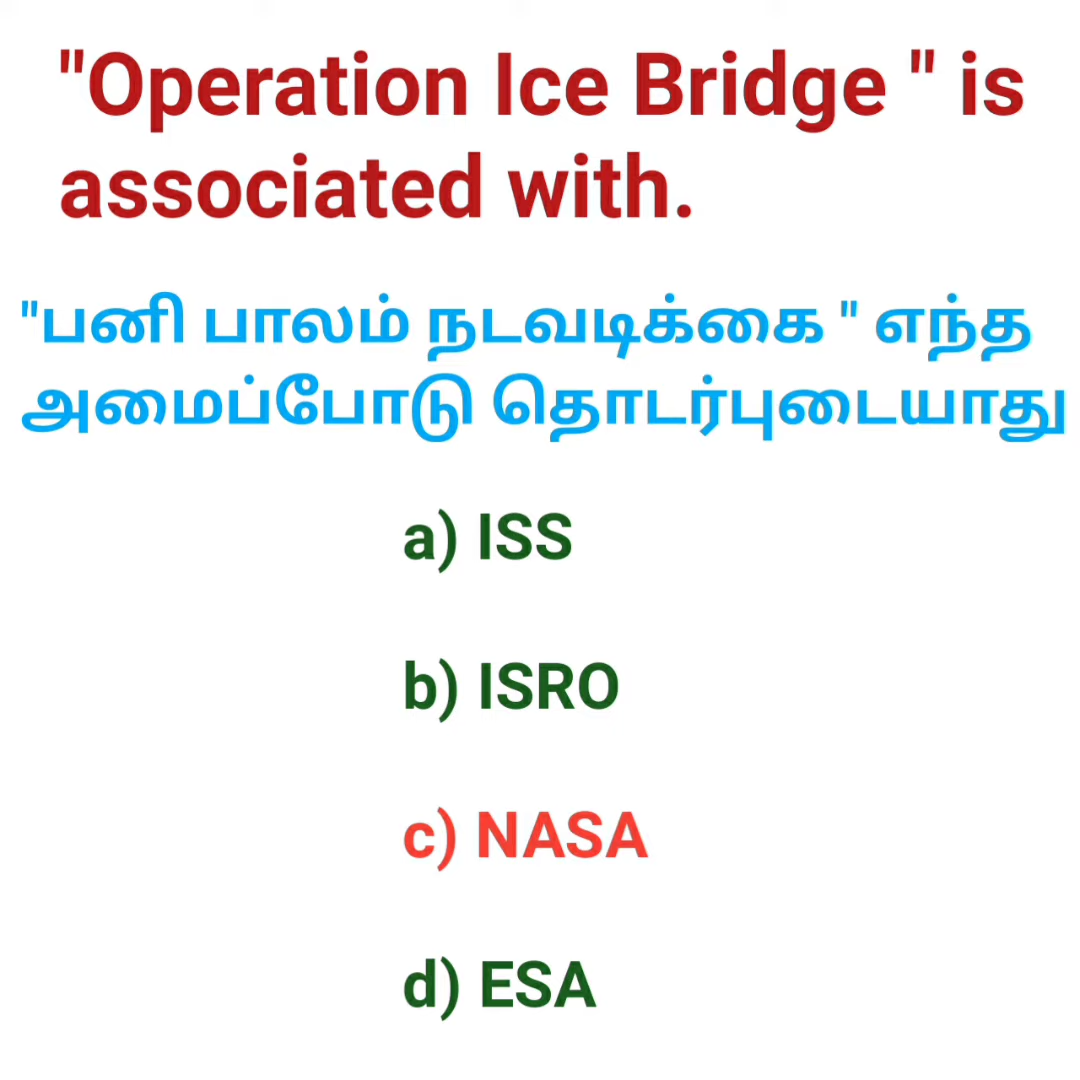 "Operation Ice Bridge " is
associated with.
"பனி பாலம் நடவடிக்கை " எந்த
அமைப்போடு தொடர்புடையாது
a) ISS
b) ISRO
c) NASA
d) ESA